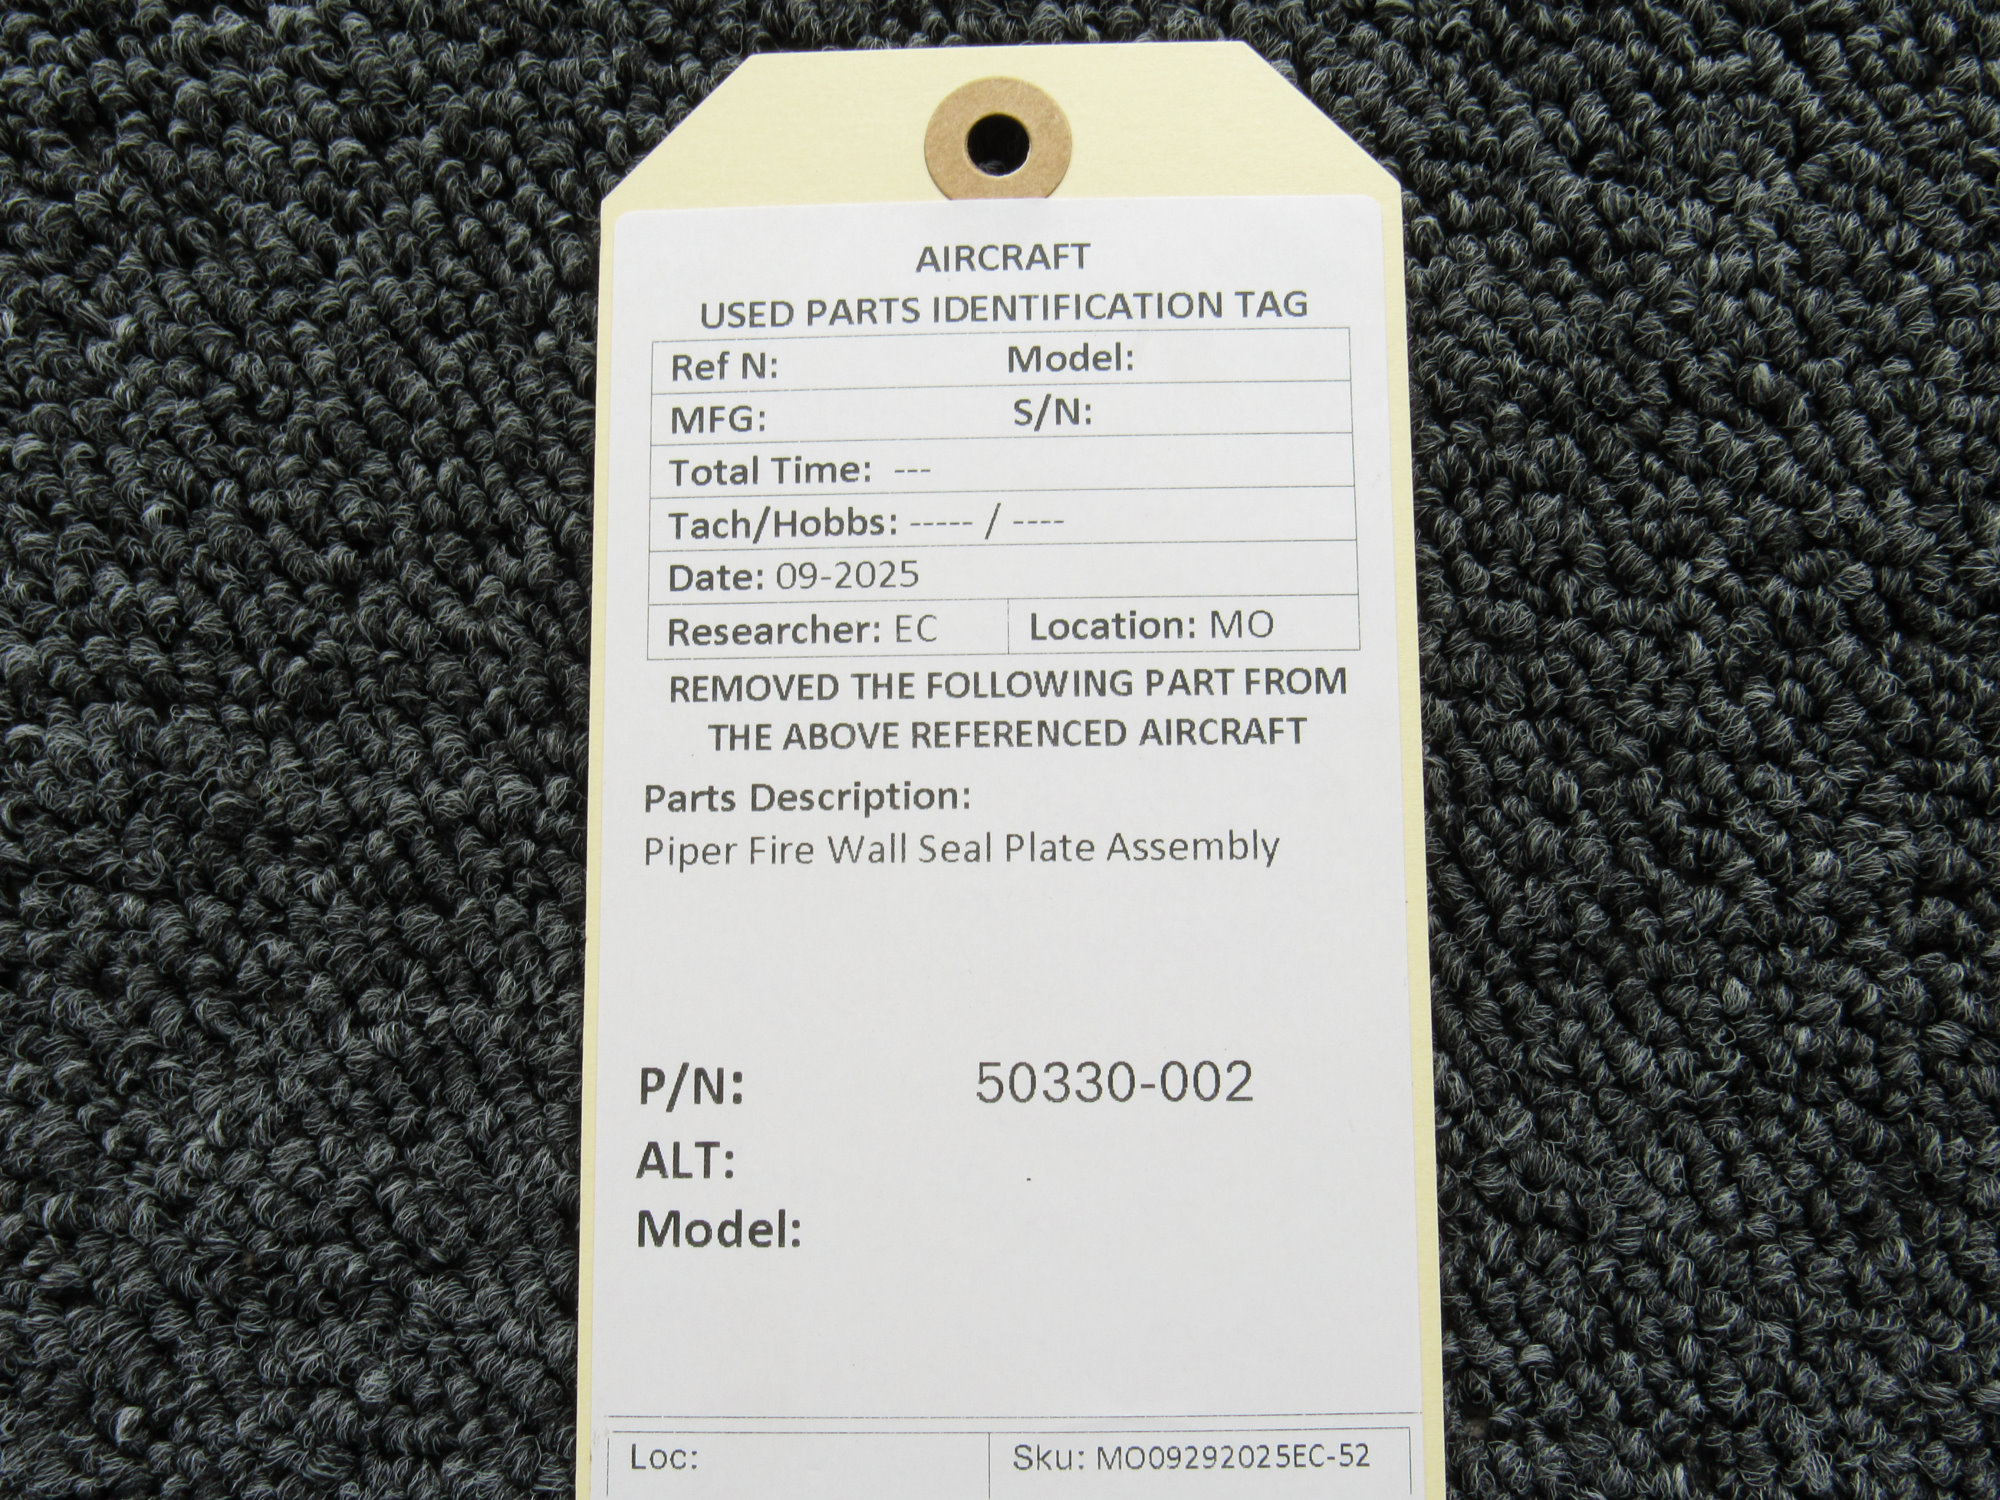 AIRCRAFT
USED PARTS IDENTIFICATION TAG
Ref N: Model:
MFG: S/N:
Total Time: ---
Tach/Hobbs: ----- / ----
Date: 09-2025
Researcher: EC Location: MO
REMOVED THE FOLLOWING PART FROM
THE ABOVE REFERENCED AIRCRAFT
Parts Description:
Piper Fire Wall Seal Plate Assembly
P/N: 50330-002
ALT:
Model:
Loc: Sku: MO09292025EC-52